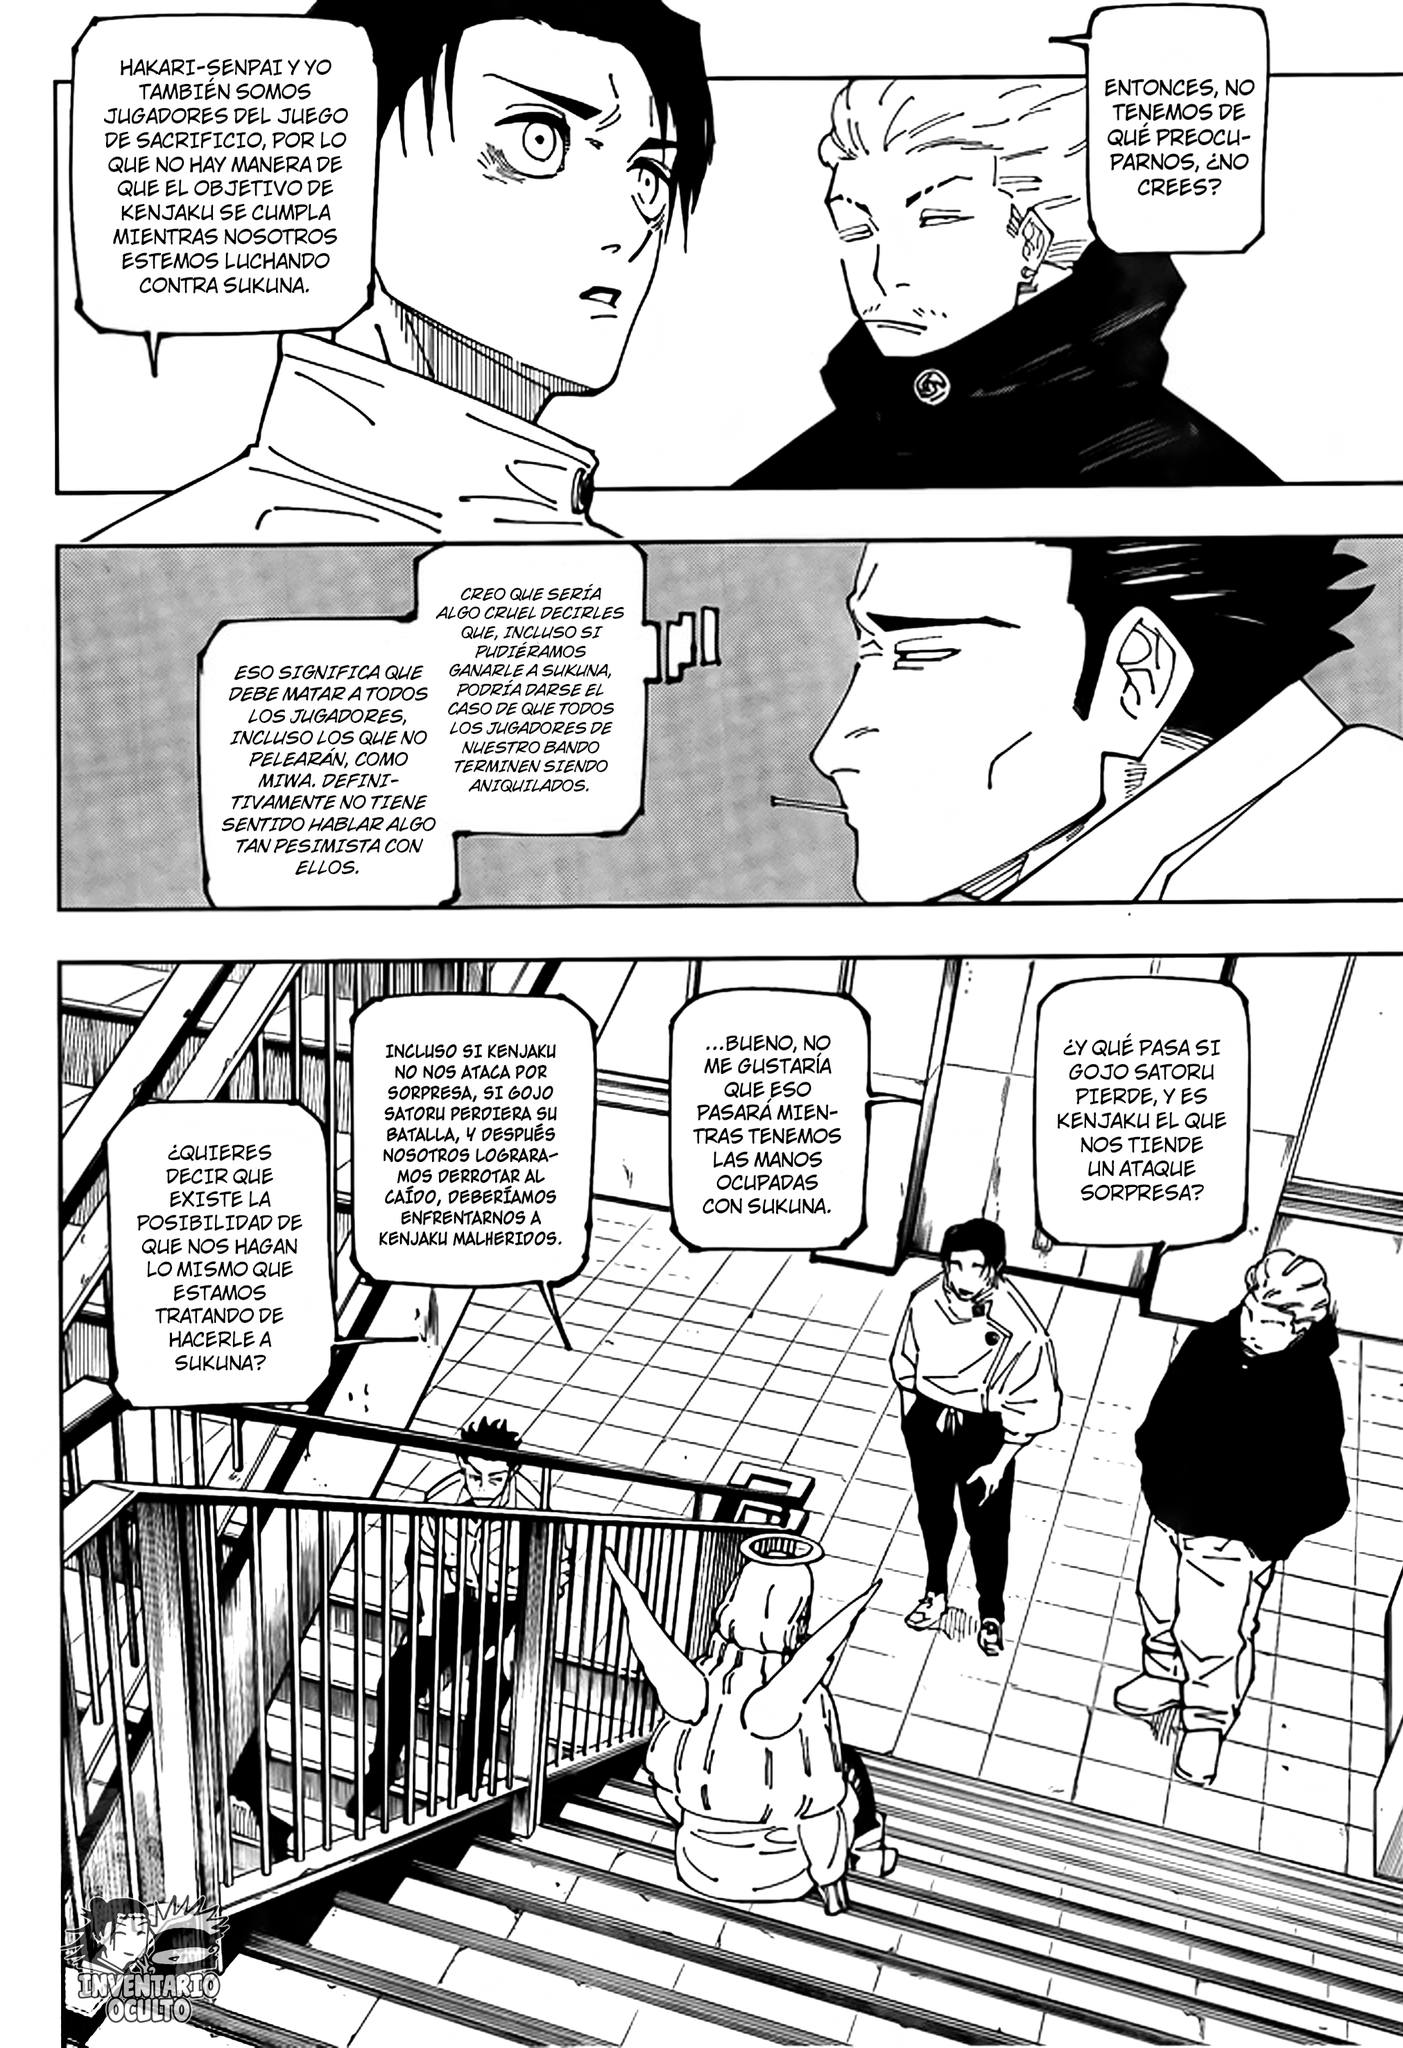 ENTONCES, NO
TENEMOS DE
QUÉ PREOCU-
PARNOS, ¿NO
CREES?
HAKARI-SENPAI Y YO
TAMBIÉN SOMOS
JUGADORES DEL JUEGO
DE SACRIFICIO, POR LO
QUE NO HAY MANERA DE
QUE EL OBJETIVO DE
KENJAKU SE CUMPLA
MIENTRAS NOSOTROS
ESTEMOS LUCHANDO
CONTRA SUKUNA.
CREO QUE SERÍA
ALGO CRUEL DECIRLES
QUE, INCLUSO SI
PUDIÉRAMOS
GANARLE A SUKUNA,
PODRÍA DARSE EL
CASO DE QUE TODOS
LOS JUGADORES DE
NUESTRO BANDO
TERMINEN SIENDO
ANIQUILADOS.
ESO SIGNIFICA QUE
DEBE MATAR A TODOS
LOS JUGADORES,
INCLUSO LOS QUE NO
PELEARÁN, COMO
MIWA. DEFINI-
TIVAMENTE NO TIENE
SENTIDO HABLAR ALGO
TAN PESIMISTA CON
ELLOS.
¿Y QUÉ PASA SI
GOJO SATORU
PIERDE, Y ES
KENJAKU EL QUE
NOS TIENDE
UN ATAQUE
SORPRESA?
...BUENO, NO
ME GUSTARÍA
QUE ESO
PASARÁ MIEN-
TRAS TENEMOS
LAS MANOS
OCUPADAS
CON SUKUNA.
INCLUSO SI KENJAKU
NO NOS ATACA POR
SORPRESA, SI GOJO
SATORU PERDIERA SU
BATALLA, Y DESPUÉS
NOSOTROS LOGRARA-
MOS DERROTAR AL
CAÍDO, DEBERÍAMOS
ENFRENTARNOS A
KENJAKU MALHERIDOS.
¿QUIERES
DECIR QUE
EXISTE LA
POSIBILIDAD DE
QUE NOS HAGAN
LO MISMO QUE
ESTAMOS
TRATANDO DE
HACERLE A
SUKUNA?
INVENTARIO
OCULTO